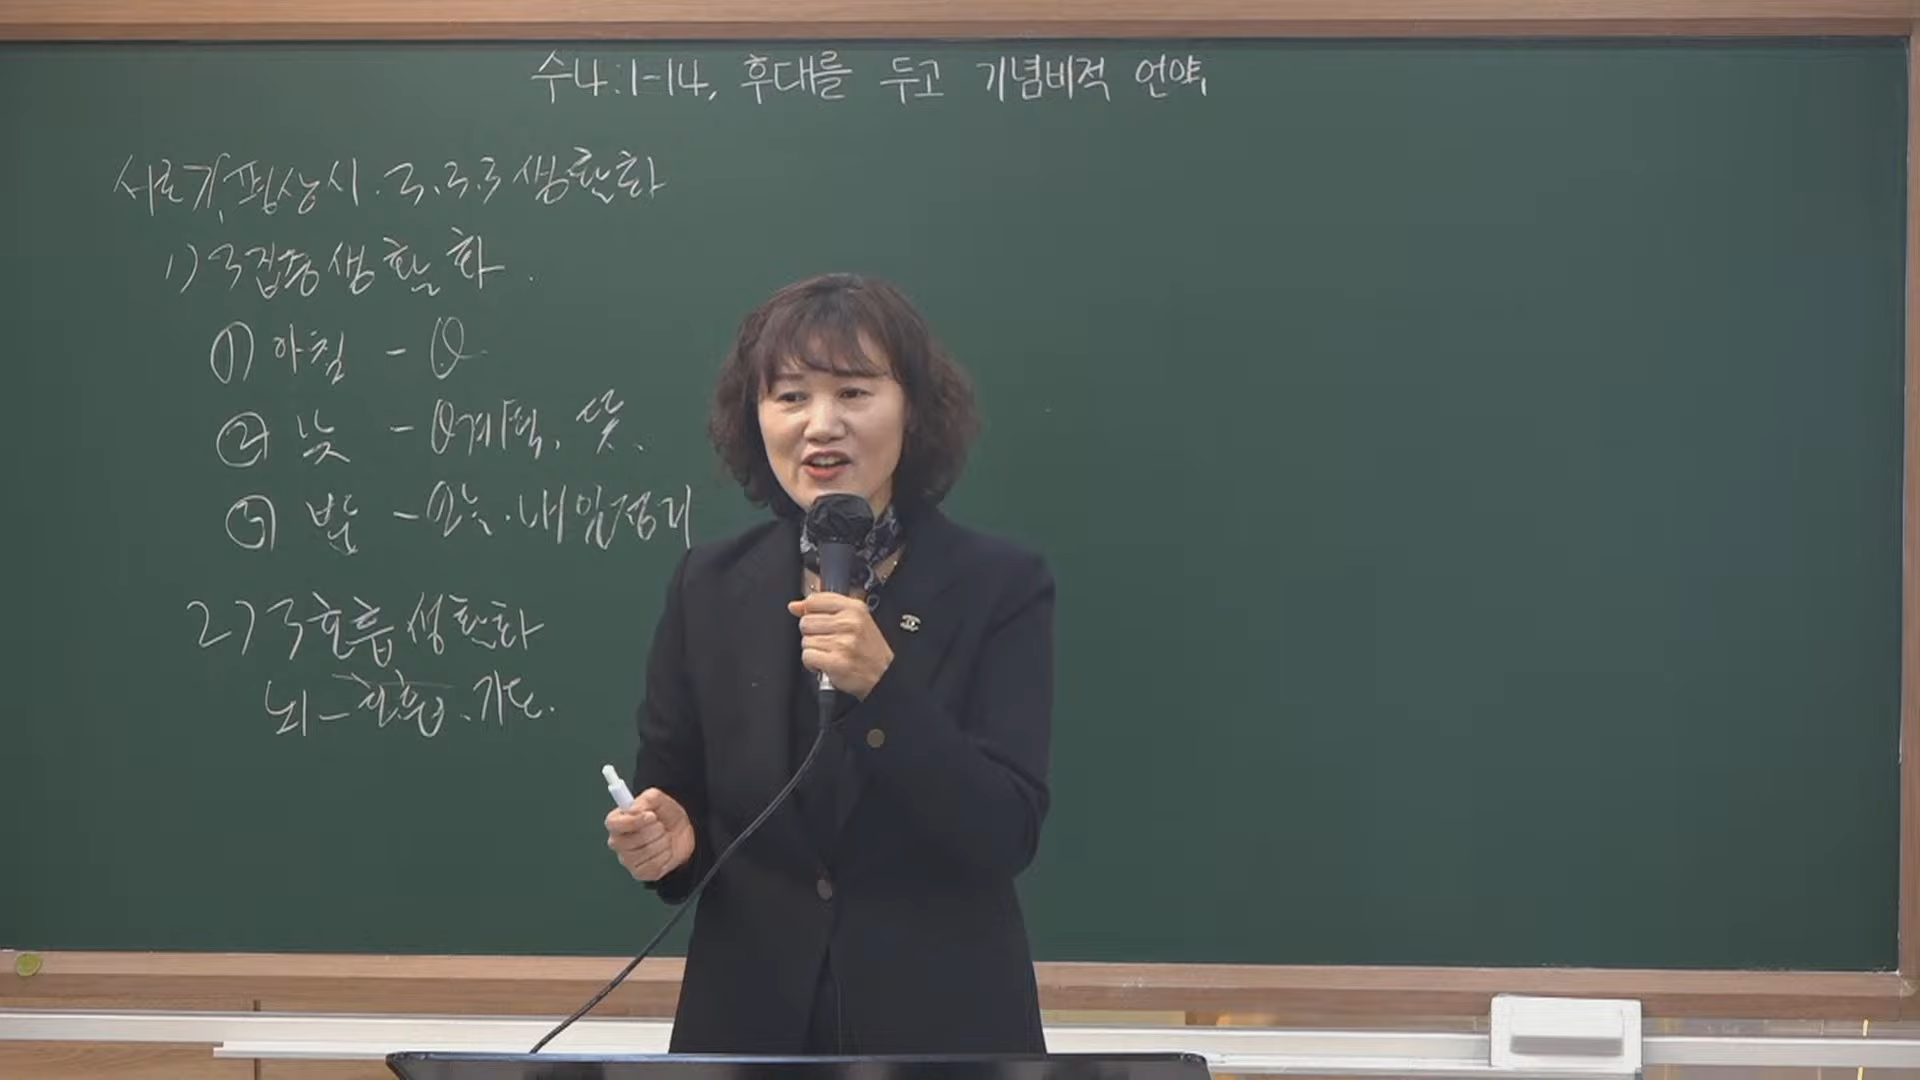 수4:1-14, 후대를 두고 기념비적 언약,
서론기, 평상시. 3.3.3 생활화
1) 3집중 생활화.
① 아침 -
② 낮 - 계획, 뜻.
③ 밤 - 오늘. 내일 정리
2) 3호흡 생활화
뇌 - 호흡. 기도.